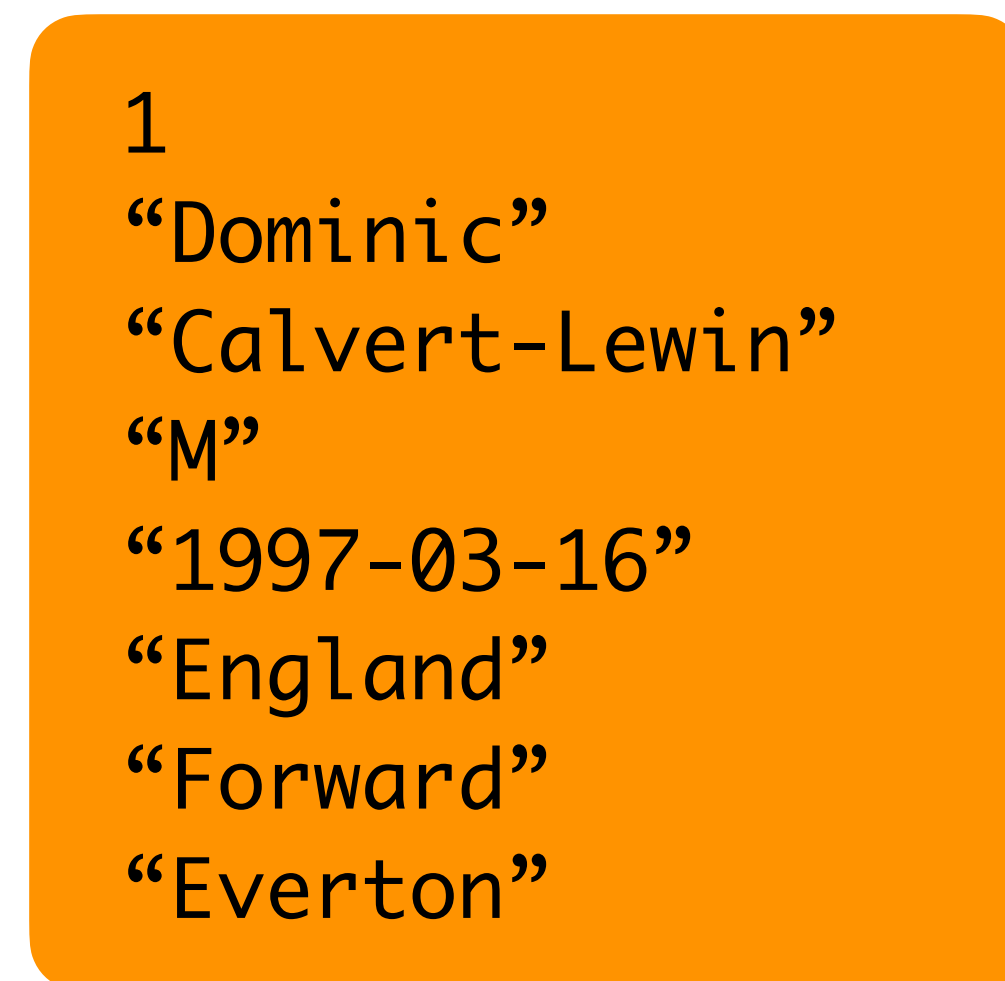 1
“Dominic”
“Calvert-Lewin”
“M”
“1997-03-16”
“England”
“Forward”
“Everton”